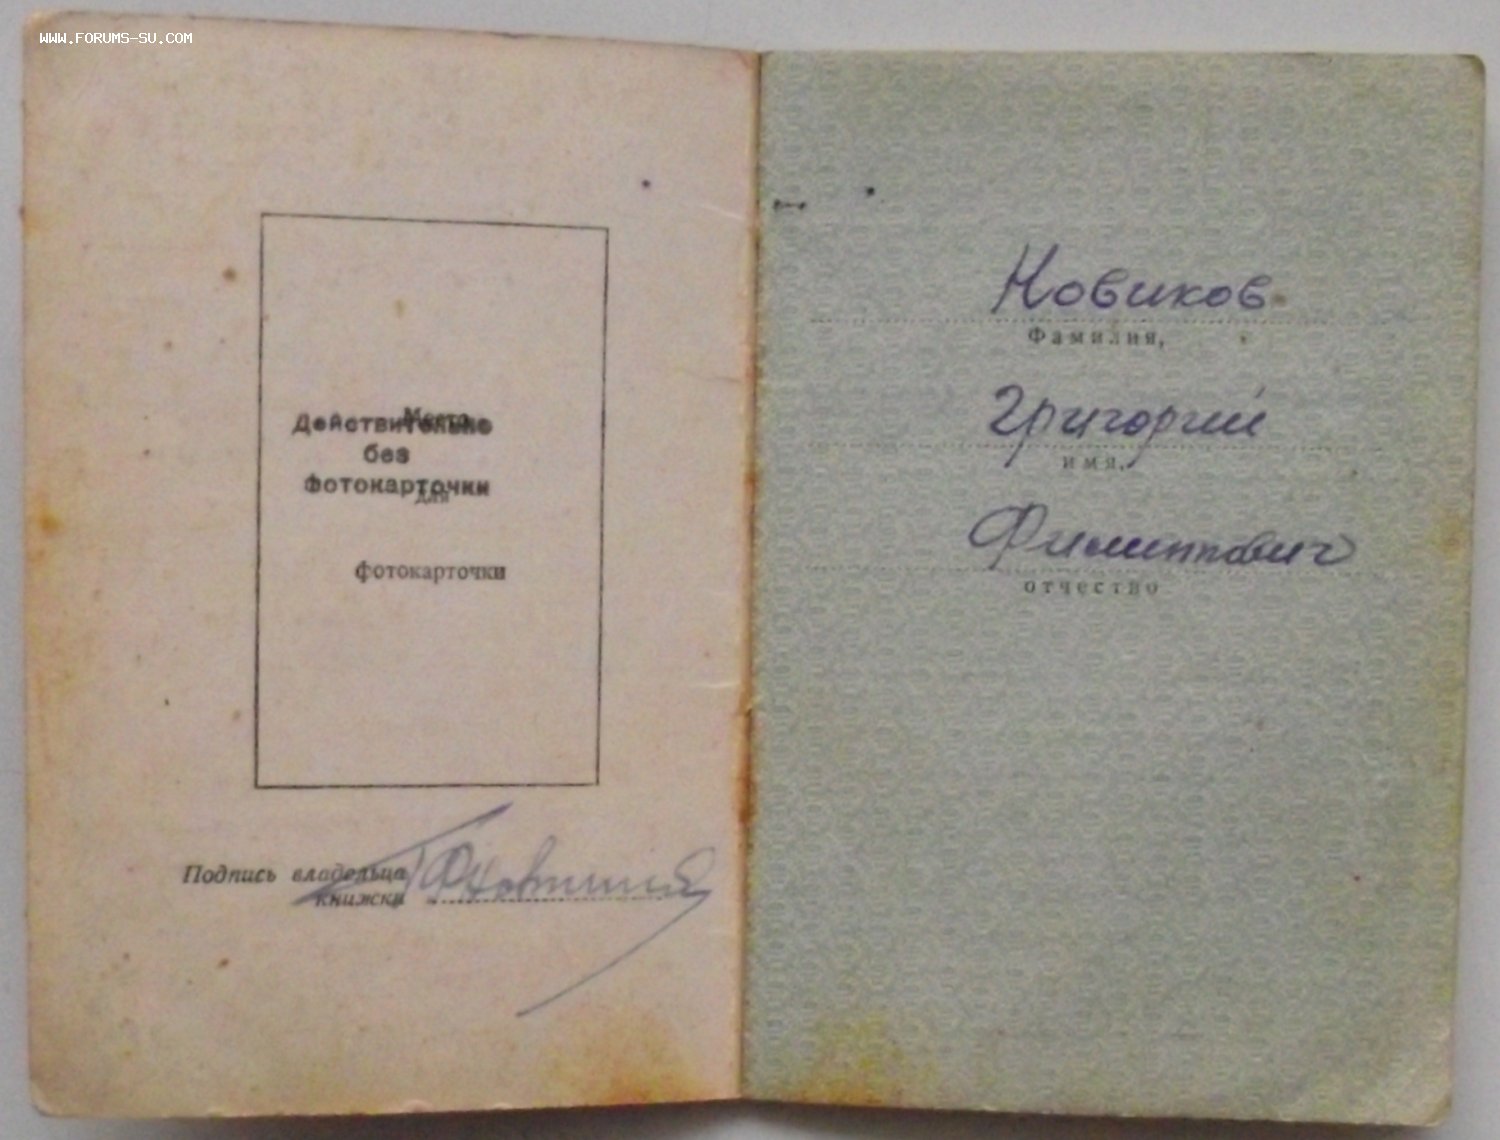 WWW.FORUMS-SU.COM
Место
Действительно
без
фотокарточки
для
фотокарточки
Подпись владельца
книжки
Новиков
Фамилия,
Григорий
имя,
Филиппович
отчество